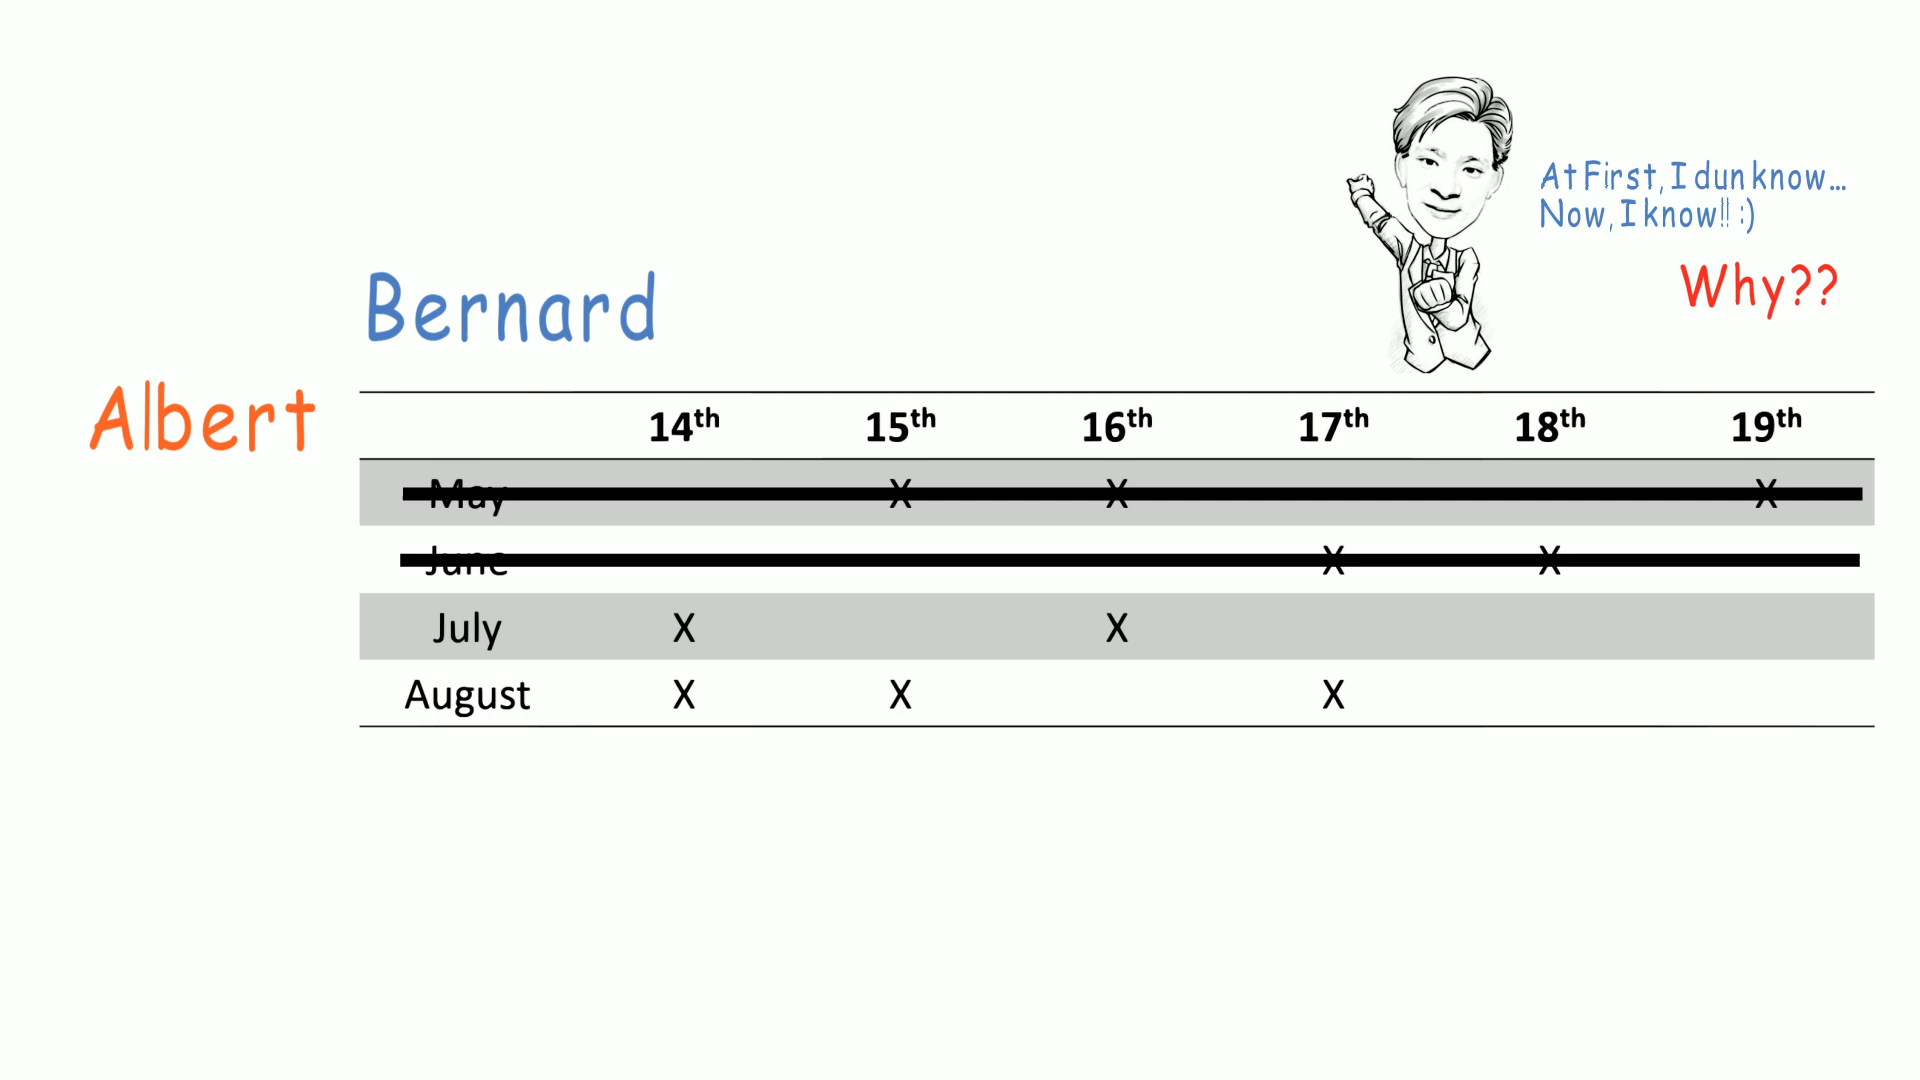 At First, I dun know...
Now, I know!! :)
Why??
Bernard
Albert
14th 15th 16th 17th 18th 19th
May X X X
June X X
July X X
August X X X